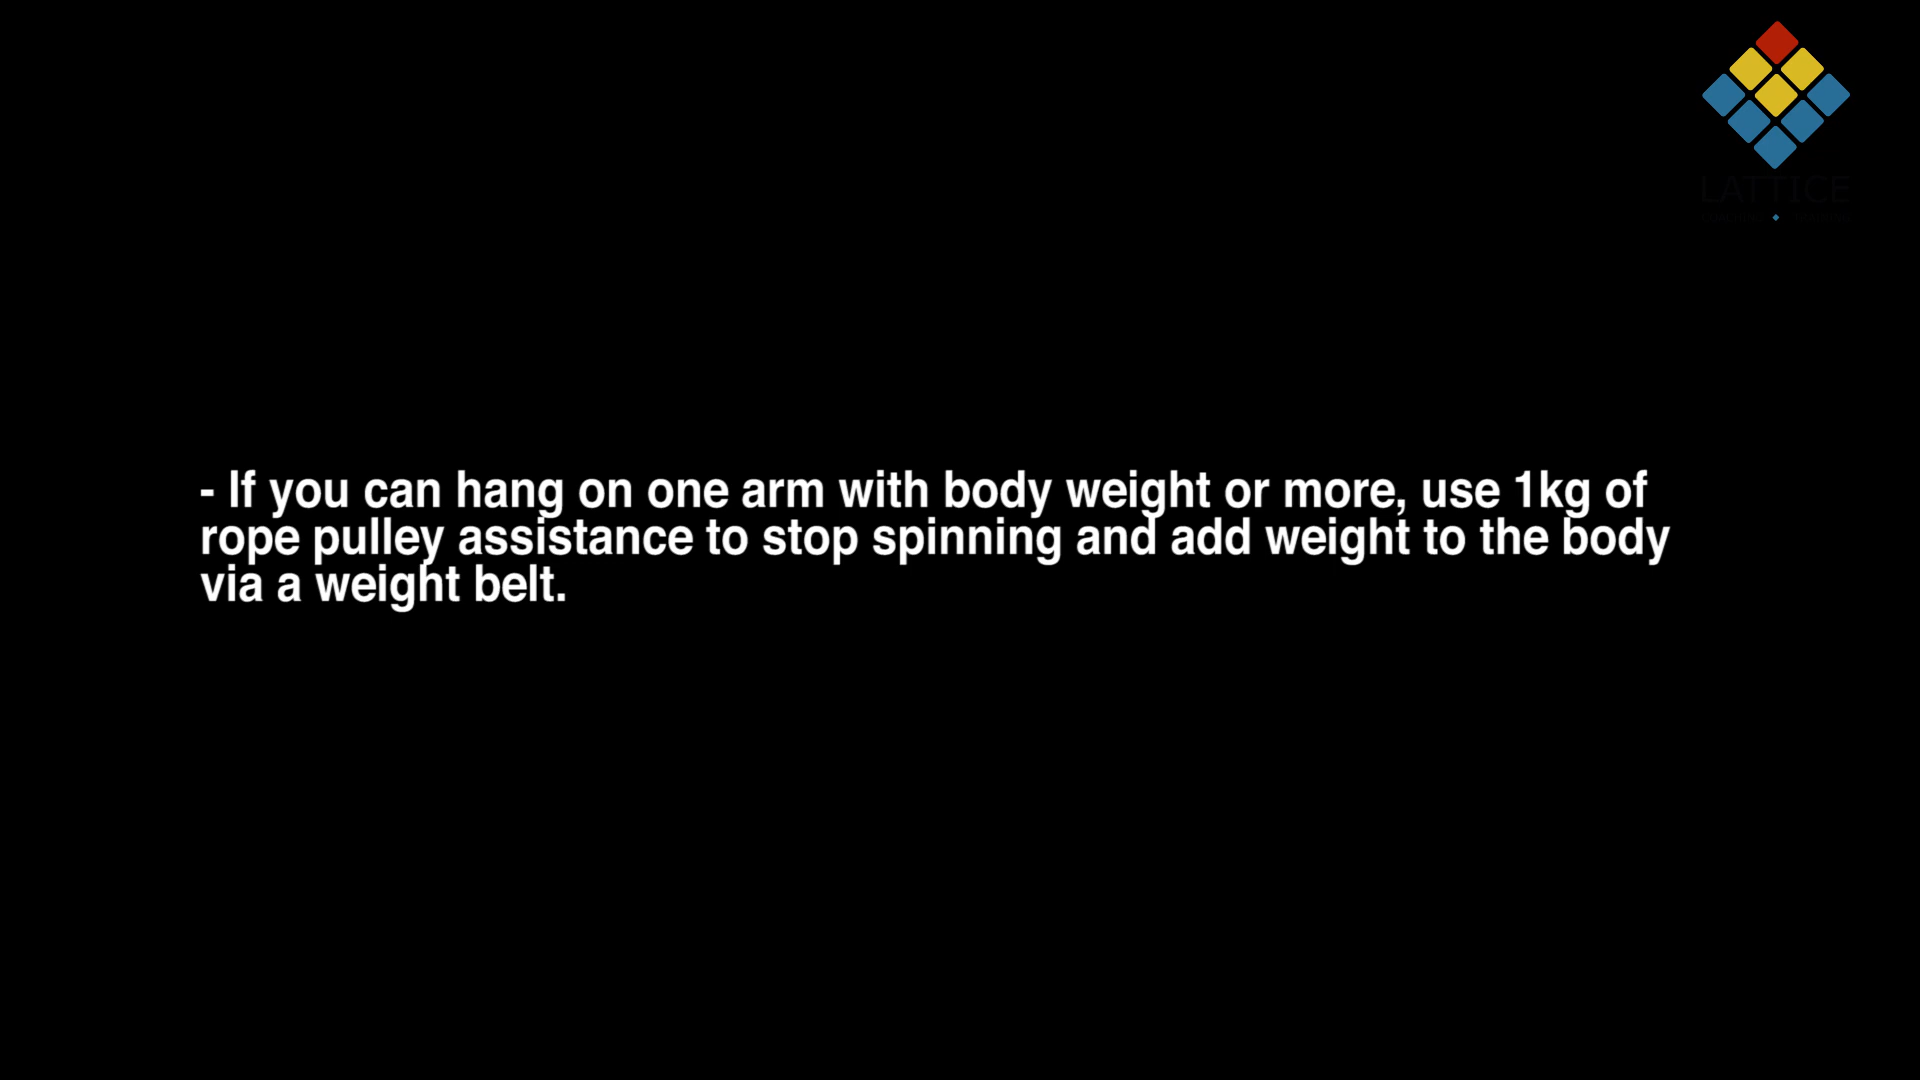 LATTICE
- If you can hang on one arm with body weight or more, use 1kg of
rope pulley assistance to stop spinning and add weight to the body
via a weight belt.